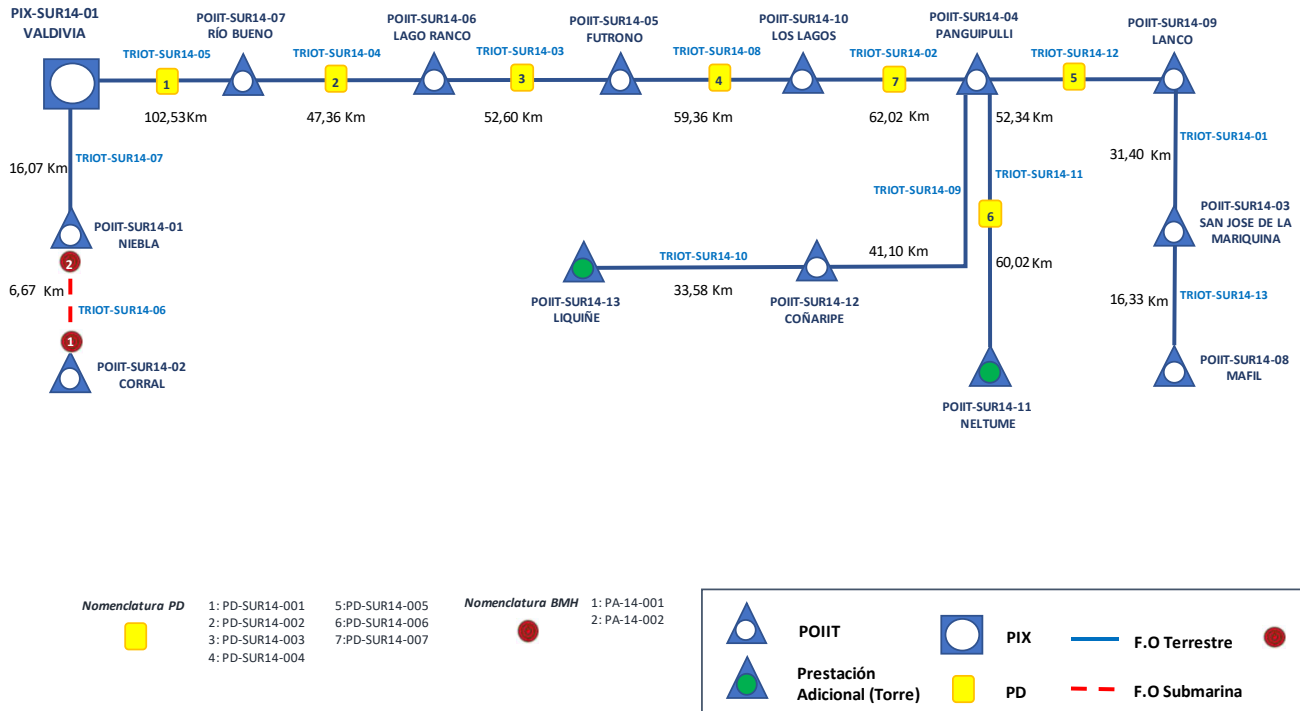 PIX-SUR14-01
VALDIVIA
POIIT-SUR14-07
RÍO BUENO
POIIT-SUR14-06
LAGO RANCO
POIIT-SUR14-05
FUTRONO
POIIT-SUR14-10
LOS LAGOS
POIIT-SUR14-04
PANGUIPULLI
POIIT-SUR14-09
LANCO
TRIOT-SUR14-05
TRIOT-SUR14-04
TRIOT-SUR14-03
TRIOT-SUR14-08
TRIOT-SUR14-02
TRIOT-SUR14-12
1
2
3
4
7
5
102,53Km
47,36 Km
52,60 Km
59,36 Km
62,02 Km
52,34 Km
16,07 Km
TRIOT-SUR14-07
TRIOT-SUR14-09
TRIOT-SUR14-11
31,40 Km
TRIOT-SUR14-01
POIIT-SUR14-01
NIEBLA
6
POIIT-SUR14-03
SAN JOSE DE LA
MARIQUINA
2
6,67 Km
TRIOT-SUR14-06
1
POIIT-SUR14-02
CORRAL
TRIOT-SUR14-10
33,58 Km
41,10 Km
60,02Km
POIIT-SUR14-13
LIQUIÑE
POIIT-SUR14-12
COÑARIPE
16,33 Km
TRIOT-SUR14-13
POIIT-SUR14-08
MAFIL
POIIT-SUR14-11
NELTUME
Nomenclatura PD
1: PD-SUR14-001
2: PD-SUR14-002
3: PD-SUR14-003
4: PD-SUR14-004
5:PD-SUR14-005
6:PD-SUR14-006
7:PD-SUR14-007
Nomenclatura BMH
1: PA-14-001
2: PA-14-002
POIIT
PIX
F.O Terrestre
Prestación
Adicional (Torre)
PD
F.O Submarina